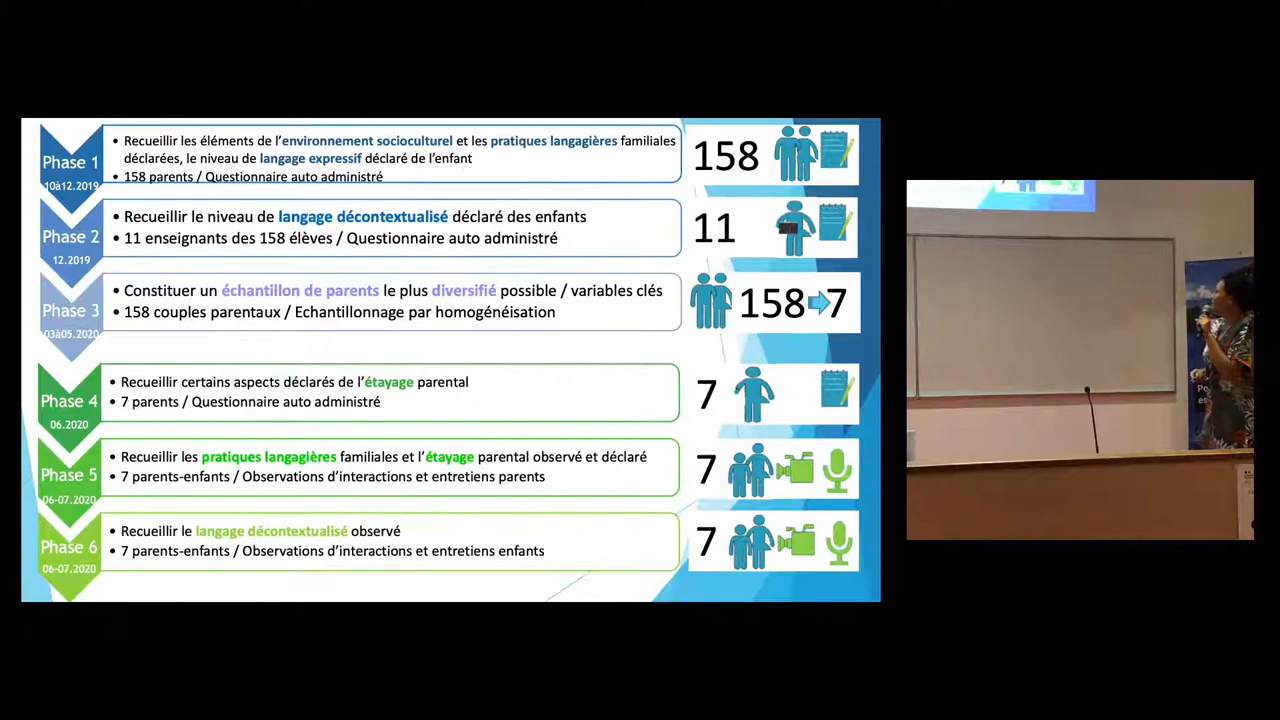 Phase 1
10à12.2019
• Recueillir les éléments de l'environnement socioculturel et les pratiques langagières familiales
déclarées, le niveau de langage expressif déclaré de l'enfant
• 158 parents / Questionnaire auto administré
158
Phase 2
12.2019
• Recueillir le niveau de langage décontextualisé déclaré des enfants
• 11 enseignants des 158 élèves / Questionnaire auto administré
11
Phase 3
03à05.2020
• Constituer un échantillon de parents le plus diversifié possible / variables clés
• 158 couples parentaux / Echantillonnage par homogénéisation
158 7
Phase 4
06.2020
• Recueillir certains aspects déclarés de l'étayage parental
• 7 parents / Questionnaire auto administré
7
Phase 5
06-07.2020
• Recueillir les pratiques langagières familiales et l'étayage parental observé et déclaré
• 7 parents-enfants / Observations d'interactions et entretiens parents
7
Phase 6
06-07.2020
• Recueillir le langage décontextualisé observé
• 7 parents-enfants / Observations d'interactions et entretiens enfants
7